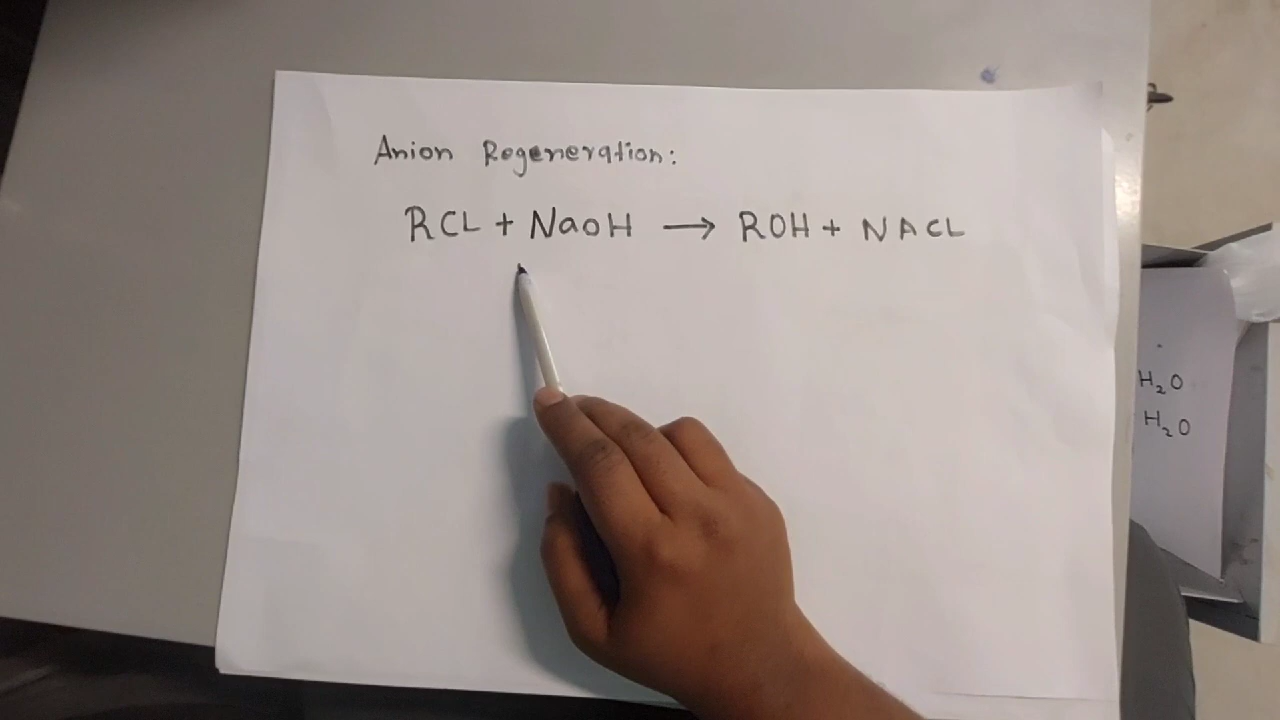 Anion Regeneration:
RCL + NaOH → ROH + NACL
H₂O
H₂O